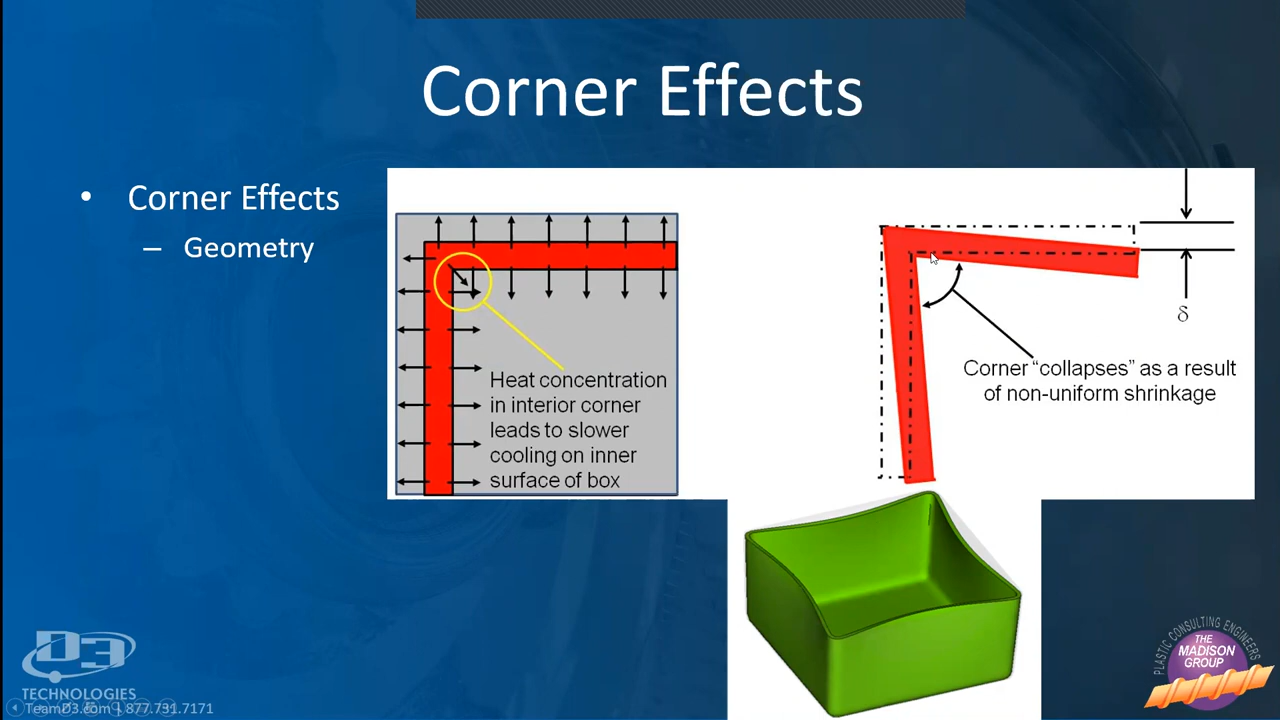 Corner Effects
• Corner Effects
– Geometry
Heat concentration
in interior corner
leads to slower
cooling on inner
surface of box
δ
Corner “collapses” as a result
of non-uniform shrinkage
D3
TECHNOLOGIES
TeamD3.com | 877.731.7171
PLASTIC CONSULTING ENGINEERS
THE
MADISON
GROUP